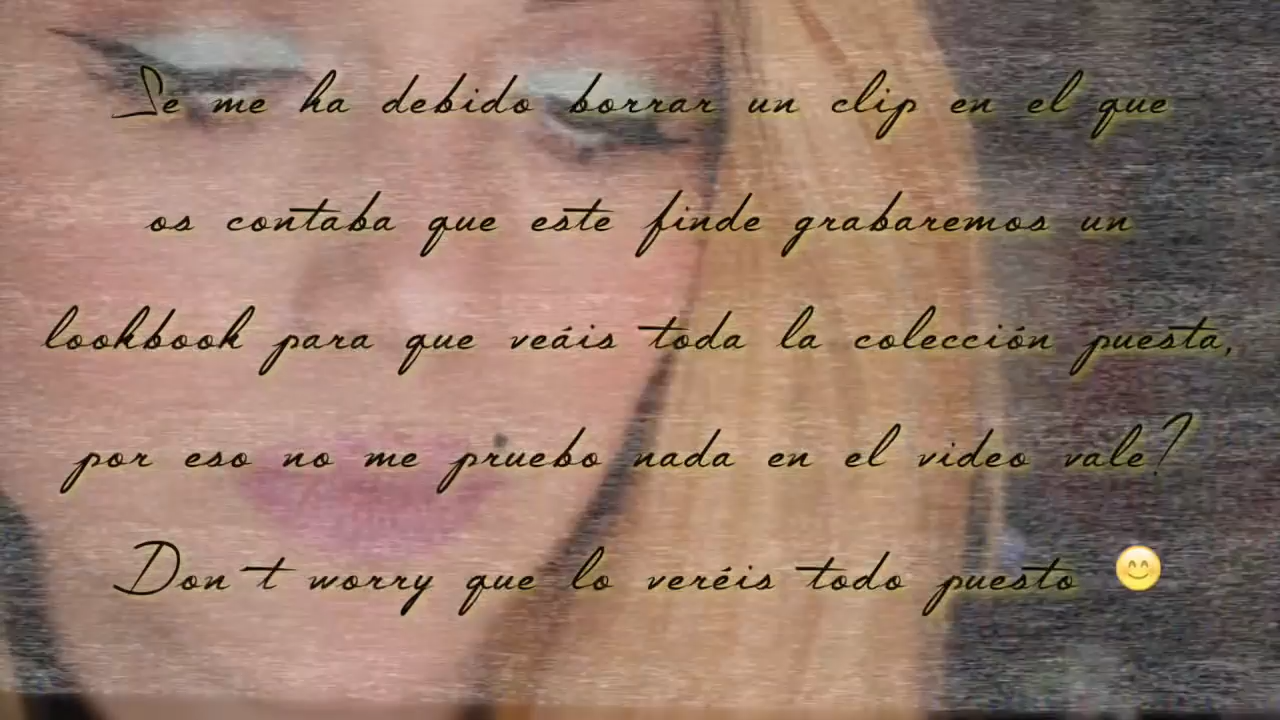 Se me ha debido borrar un clip en el que
os contaba que este finde grabaremos un
lookbook para que veáis toda la colección puesta,
por eso no me pruebo nada en el video vale?
Don´t worry que lo veréis todo puesto 😊